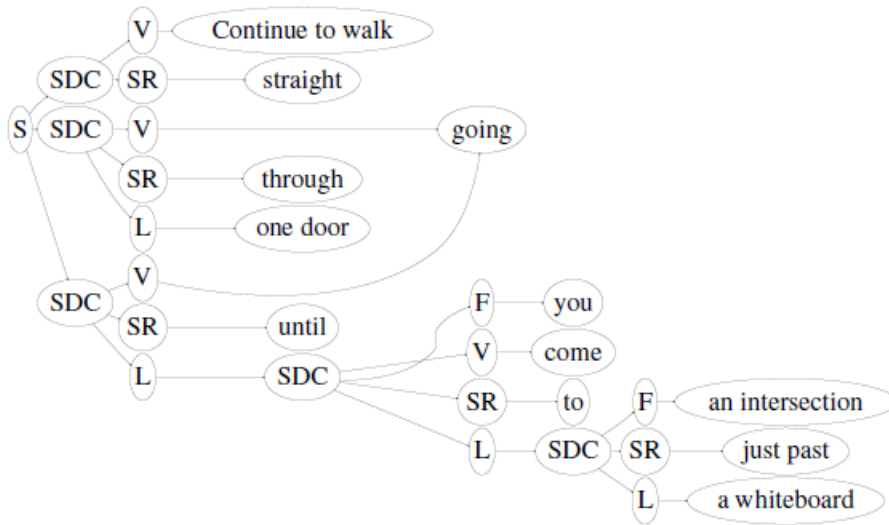 V Continue to walk
SDC SR straight
S SDC V going
SR through
L one door
V
SDC F you
SR until
V come
L SDC
SR to F an intersection
L SDC SR just past
L a whiteboard